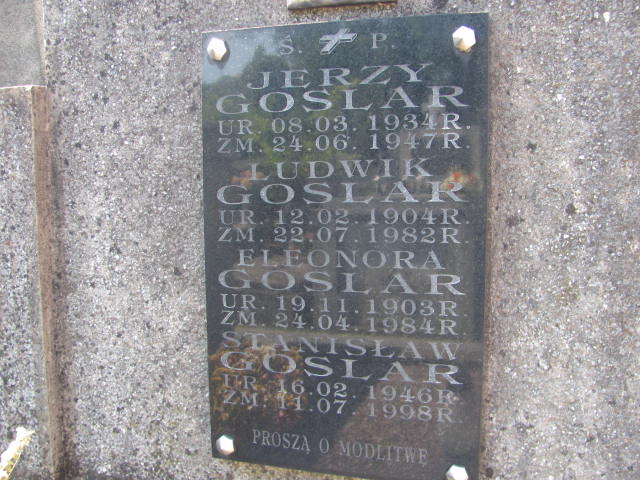 Ś. P.
JERZY
GOSLAR
UR. 08.03. 1934R.
ZM. 24.06. 1947R.
LUDWIK
GOSLAR
UR. 12.02. 1904R.
ZM. 22.07. 1982R.
ELEONORA
GOSLAR
UR. 19.11. 1903R
ZM. 24.04. 1984R
STANISŁAW
GOSLAR
UR. 16.02. 1946R.
ZM. 11.07. 1998R.
PROSZĄ O MODLITWĘ